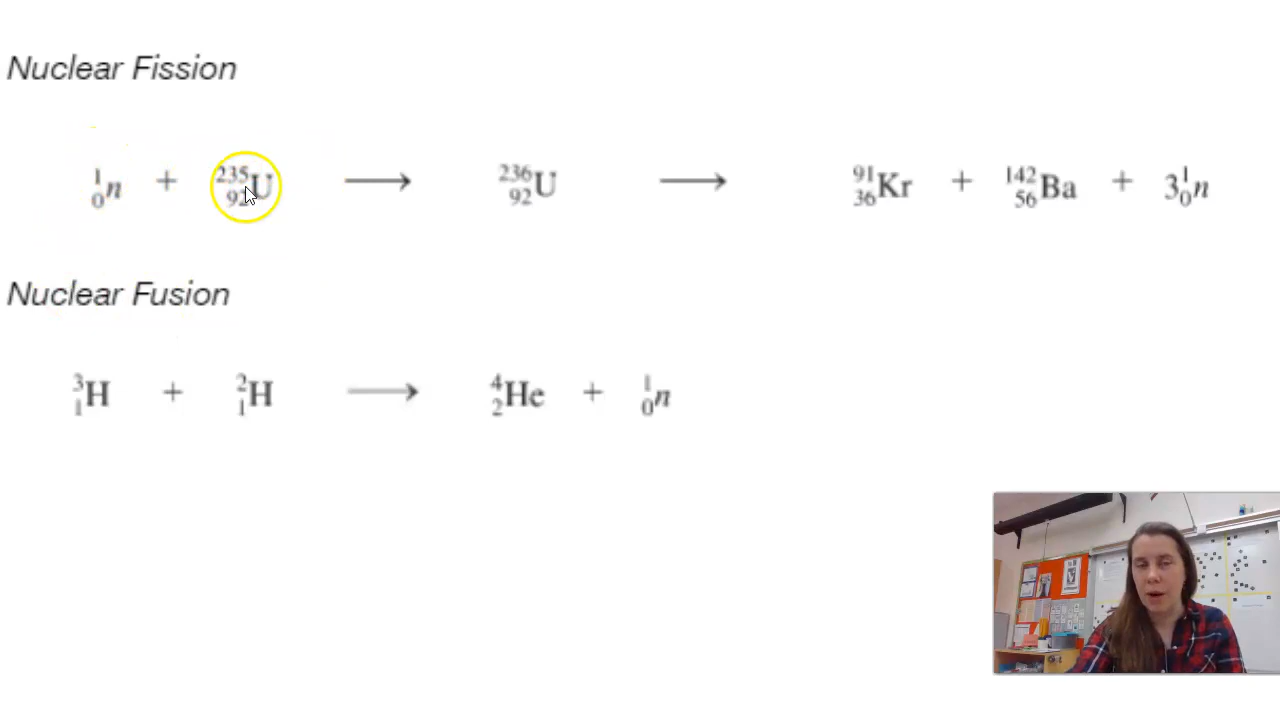 Nuclear Fission
¹₀n + ²³⁵₉₂U ⟶ ²³⁶₉₂U ⟶ ⁹¹₃₆Kr + ¹⁴²₅₆Ba + 3¹₀n
Nuclear Fusion
³₁H + ²₁H ⟶ ⁴₂He + ¹₀n